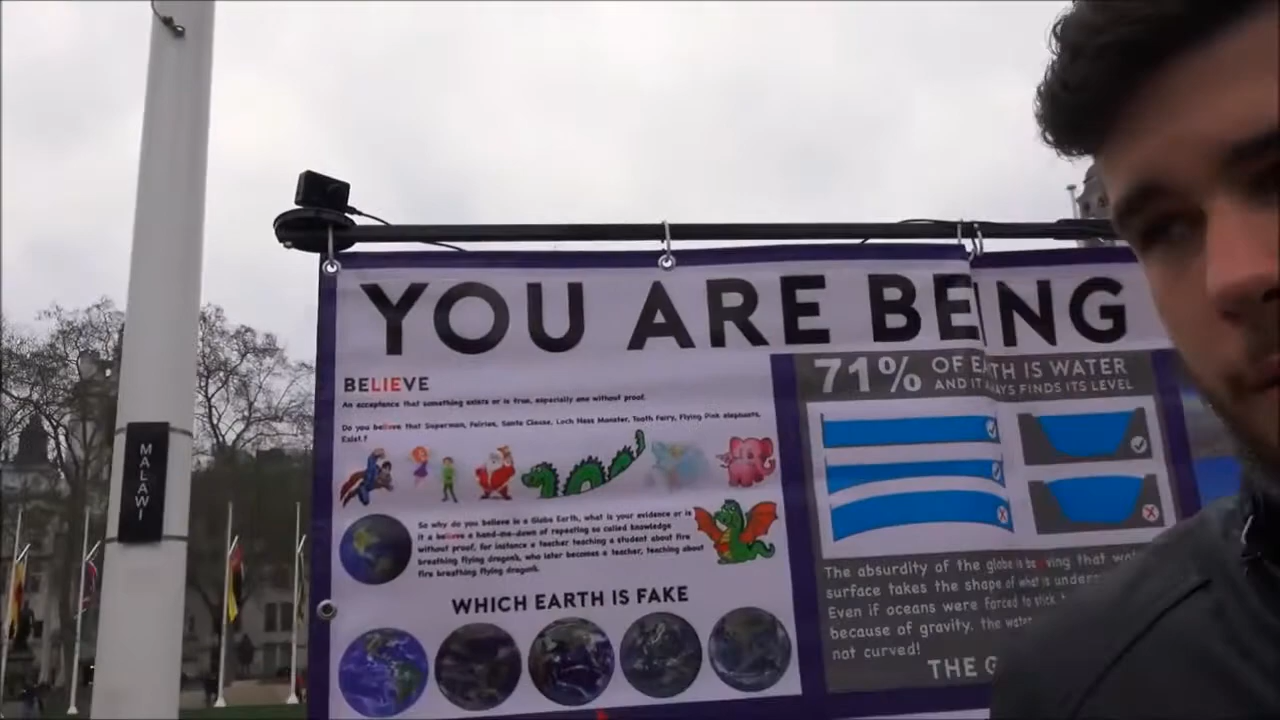 MALAWI
YOU ARE BEING
BELIEVE
An acceptance that something exists or is true, especially one without proof.
Do you believe that Superman, Fairies, Santa Clause, Loch Ness Monster, Tooth Fairy, Flying Pink elephants,
Exist?
So why do you believe in a Globe Earth, what is your evidence or is
it a believe a hand-me-down of repeating so called knowledge
without proof, for instance a teacher teaching a student about fire
breathing flying dragons, who later becomes a teacher, teaching about
fire breathing flying dragons.
WHICH EARTH IS FAKE
71% OF EARTH IS WATER
AND IT ALWAYS FINDS ITS LEVEL
The absurdity of the globe is be ving that wat
surface takes the shape of what is under
Even if oceans were forced to stick
because of gravity. the water
not curved!
THE G